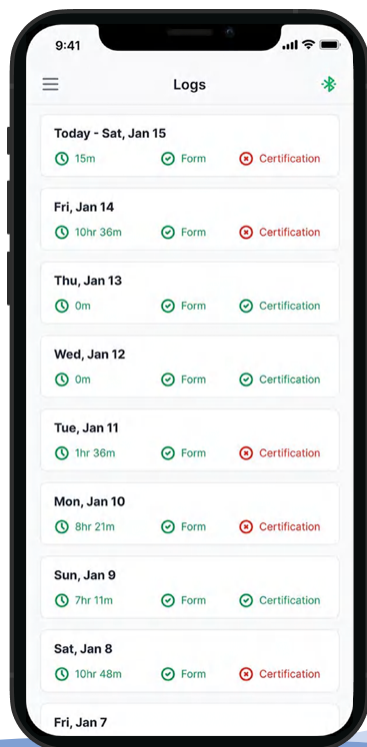 9:41
Logs
Today - Sat, Jan 15
15m Form Certification
Fri, Jan 14
10hr 36m Form Certification
Thu, Jan 13
0m Form Certification
Wed, Jan 12
0m Form Certification
Tue, Jan 11
1hr 36m Form Certification
Mon, Jan 10
8hr 21m Form Certification
Sun, Jan 9
7hr 11m Form Certification
Sat, Jan 8
10hr 48m Form Certification
Fri, Jan 7